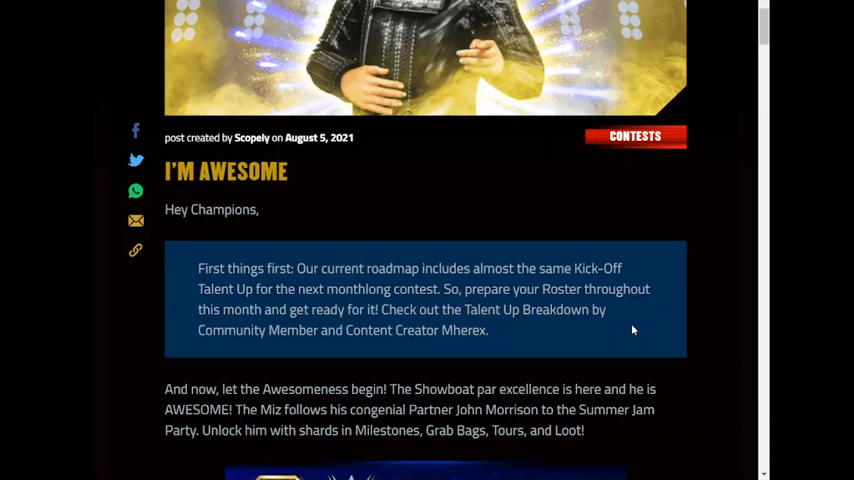 post created by Scopely on August 5, 2021
CONTESTS
I'M AWESOME
Hey Champions,
First things first: Our current roadmap includes almost the same Kick-Off
Talent Up for the next monthlong contest. So, prepare your Roster throughout
this month and get ready for it! Check out the Talent Up Breakdown by
Community Member and Content Creator Mherex.
And now, let the Awesomeness begin! The Showboat par excellence is here and he is
AWESOME! The Miz follows his congenial Partner John Morrison to the Summer Jam
Party. Unlock him with shards in Milestones, Grab Bags, Tours, and Loot!